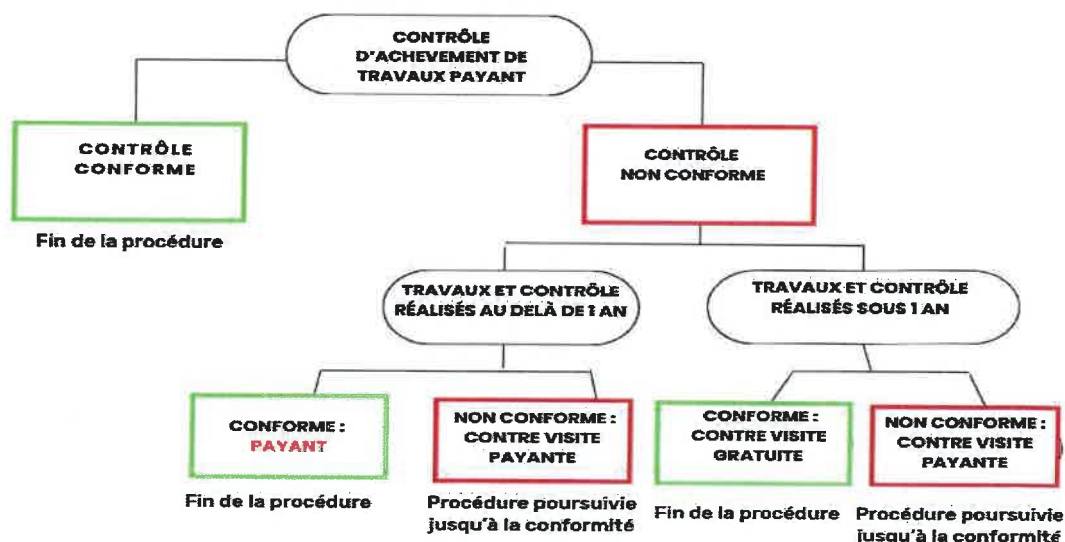 CONTRÔLE
D'ACHEVEMENT DE
TRAVAUX PAYANT
CONTRÔLE
CONFORME
Fin de la procédure
CONTRÔLE
NON CONFORME
TRAVAUX ET CONTRÔLE
RÉALISÉS AU DELÀ DE 1 AN
TRAVAUX ET CONTRÔLE
RÉALISÉS SOUS 1 AN
CONFORME :
PAYANT
Fin de la procédure
NON CONFORME :
CONTRE VISITE
PAYANTE
Procédure poursuivie
jusqu'à la conformité
CONFORME :
CONTRE VISITE
GRATUITE
Fin de la procédure
NON CONFORME :
CONTRE VISITE
PAYANTE
Procédure poursuivie
jusqu'à la conformité